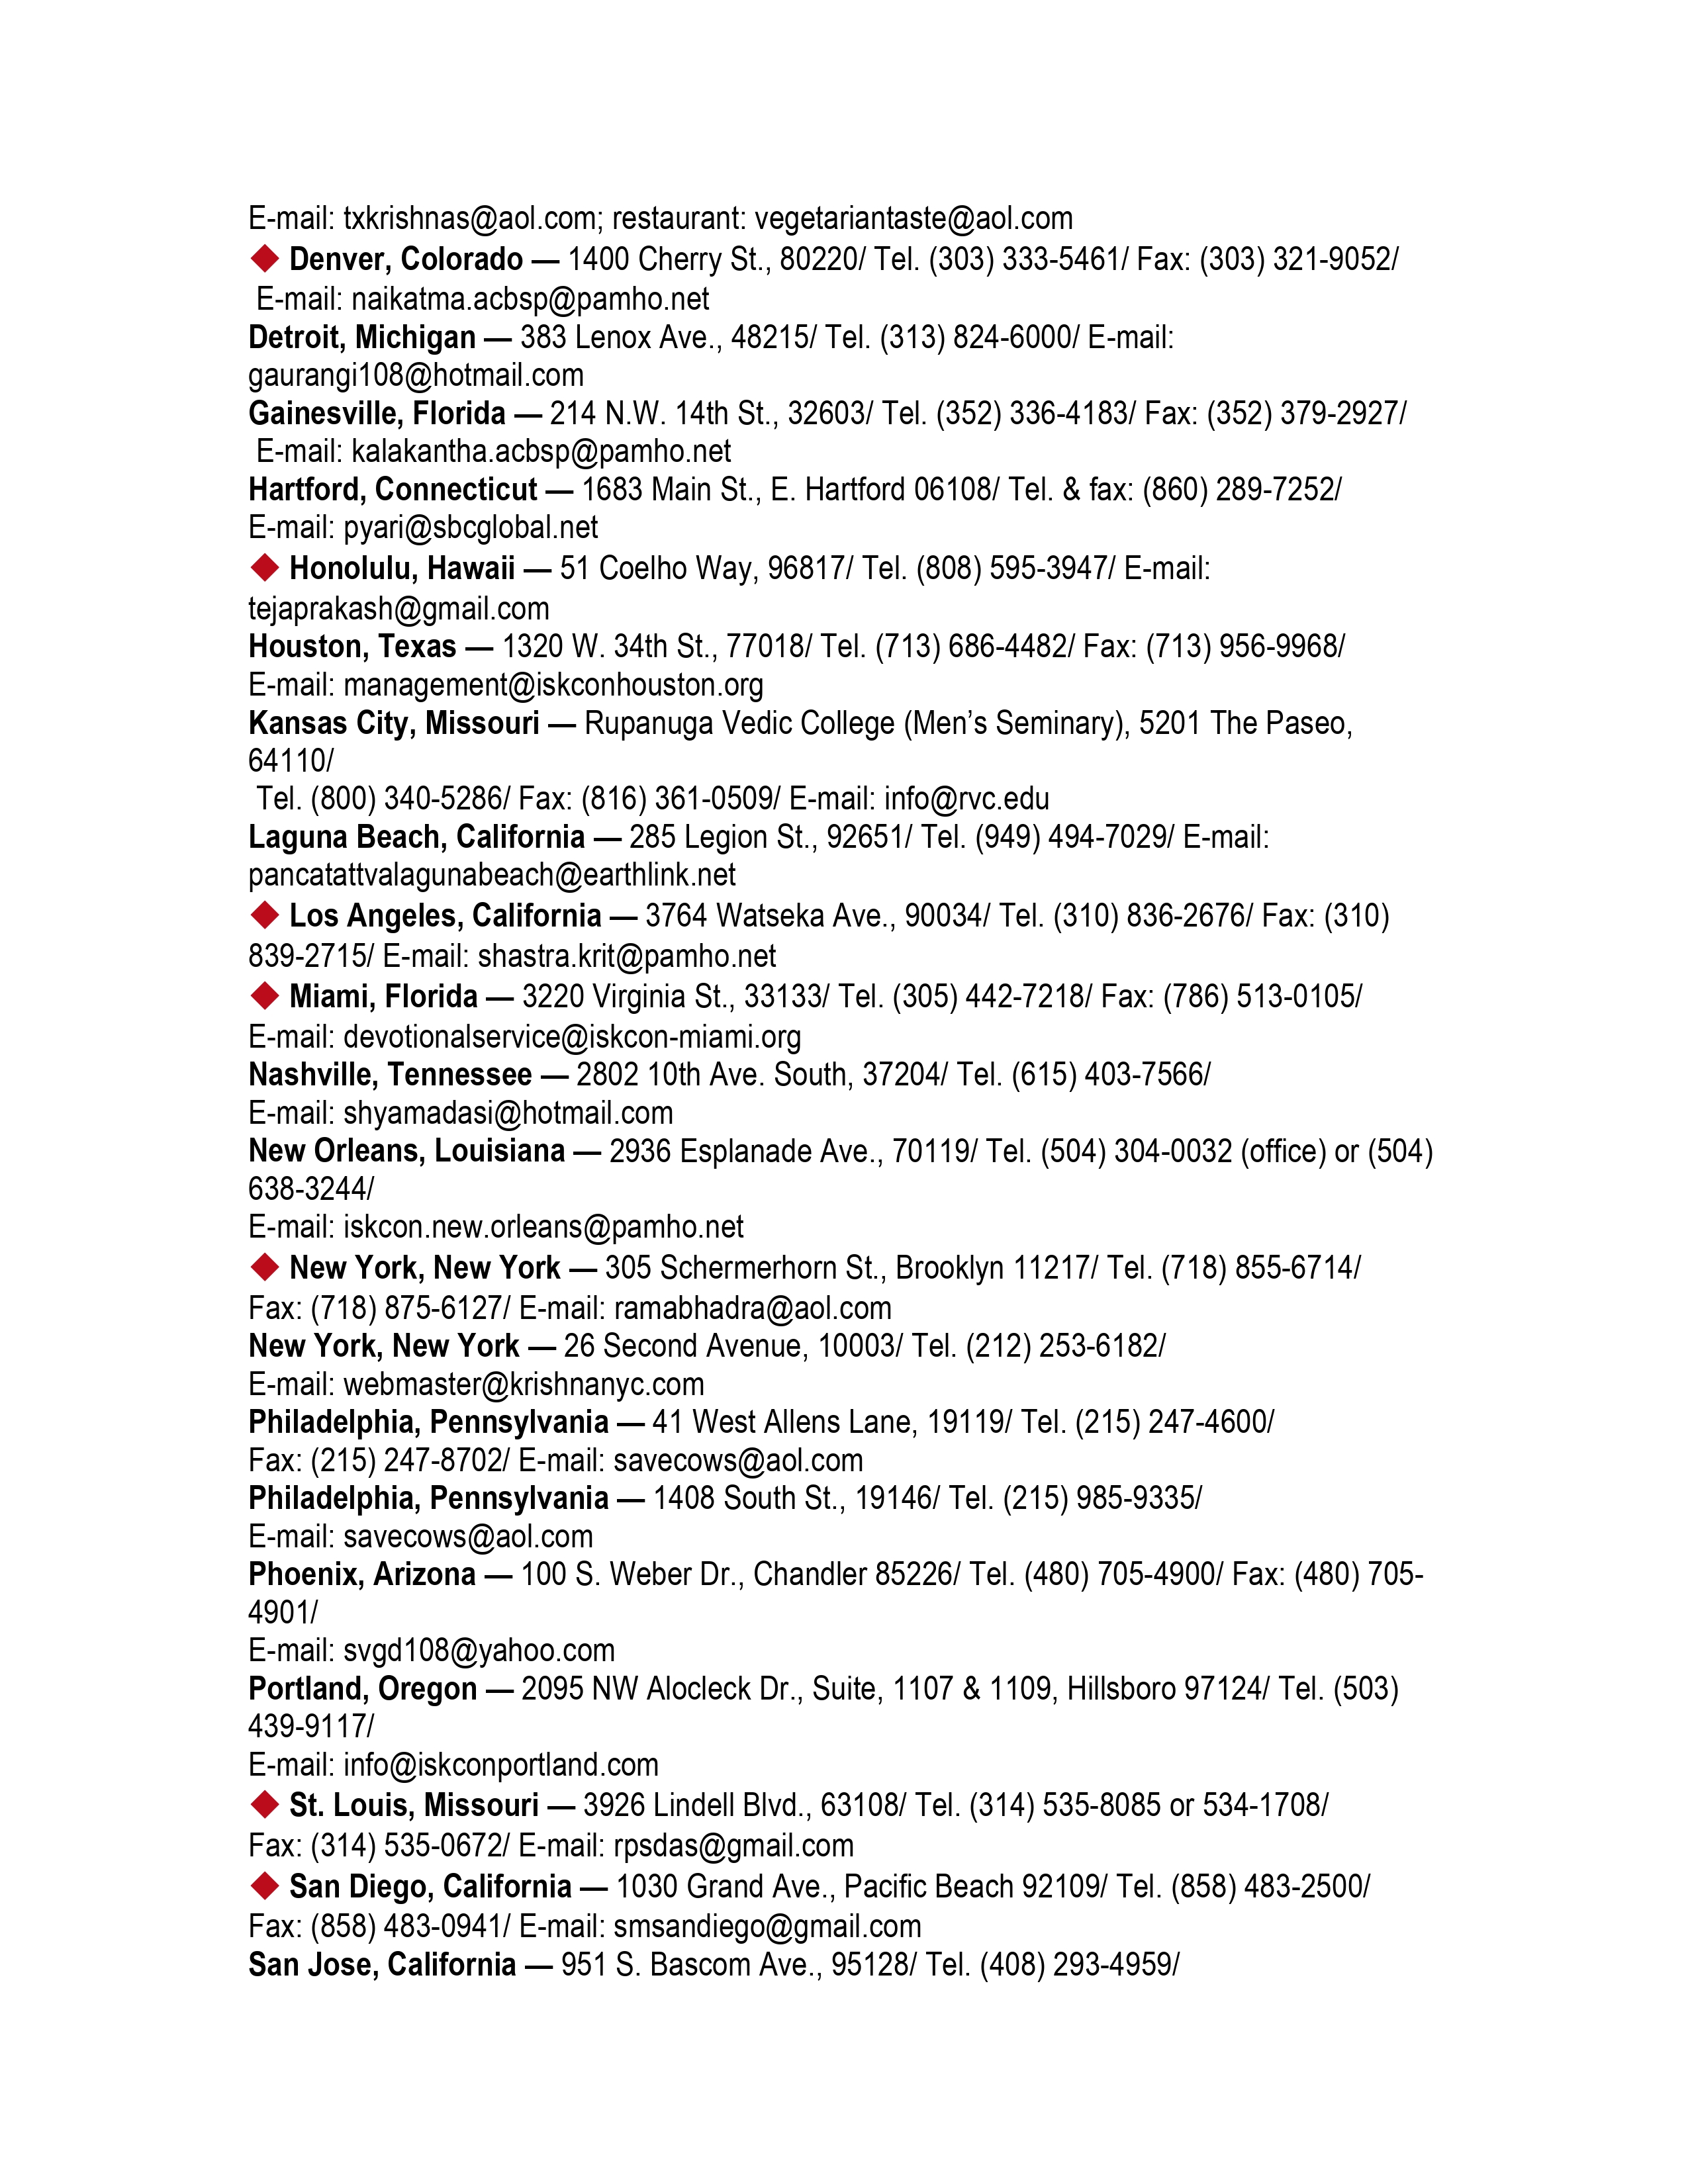 E-mail: txkrishnas@aol.com; restaurant: vegetariantaste@aol.com
◆ Denver, Colorado — 1400 Cherry St., 80220/ Tel. (303) 333-5461/ Fax: (303) 321-9052/
E-mail: naikatma.acbsp@pamho.net
Detroit, Michigan — 383 Lenox Ave., 48215/ Tel. (313) 824-6000/ E-mail:
gaurangi108@hotmail.com
Gainesville, Florida — 214 N.W. 14th St., 32603/ Tel. (352) 336-4183/ Fax: (352) 379-2927/
E-mail: kalakantha.acbsp@pamho.net
Hartford, Connecticut — 1683 Main St., E. Hartford 06108/ Tel. & fax: (860) 289-7252/
E-mail: pyari@sbcglobal.net
◆ Honolulu, Hawaii — 51 Coelho Way, 96817/ Tel. (808) 595-3947/ E-mail:
tejaprakash@gmail.com
Houston, Texas — 1320 W. 34th St., 77018/ Tel. (713) 686-4482/ Fax: (713) 956-9968/
E-mail: management@iskconhouston.org
Kansas City, Missouri — Rupanuga Vedic College (Men’s Seminary), 5201 The Paseo,
64110/
Tel. (800) 340-5286/ Fax: (816) 361-0509/ E-mail: info@rvc.edu
Laguna Beach, California — 285 Legion St., 92651/ Tel. (949) 494-7029/ E-mail:
pancatattvalagunabeach@earthlink.net
◆ Los Angeles, California — 3764 Watseka Ave., 90034/ Tel. (310) 836-2676/ Fax: (310)
839-2715/ E-mail: shastra.krit@pamho.net
◆ Miami, Florida — 3220 Virginia St., 33133/ Tel. (305) 442-7218/ Fax: (786) 513-0105/
E-mail: devotionalservice@iskcon-miami.org
Nashville, Tennessee — 2802 10th Ave. South, 37204/ Tel. (615) 403-7566/
E-mail: shyamadasi@hotmail.com
New Orleans, Louisiana — 2936 Esplanade Ave., 70119/ Tel. (504) 304-0032 (office) or (504)
638-3244/
E-mail: iskcon.new.orleans@pamho.net
◆ New York, New York — 305 Schermerhorn St., Brooklyn 11217/ Tel. (718) 855-6714/
Fax: (718) 875-6127/ E-mail: ramabhadra@aol.com
New York, New York — 26 Second Avenue, 10003/ Tel. (212) 253-6182/
E-mail: webmaster@krishnanyc.com
Philadelphia, Pennsylvania — 41 West Allens Lane, 19119/ Tel. (215) 247-4600/
Fax: (215) 247-8702/ E-mail: savecows@aol.com
Philadelphia, Pennsylvania — 1408 South St., 19146/ Tel. (215) 985-9335/
E-mail: savecows@aol.com
Phoenix, Arizona — 100 S. Weber Dr., Chandler 85226/ Tel. (480) 705-4900/ Fax: (480) 705-
4901/
E-mail: svgd108@yahoo.com
Portland, Oregon — 2095 NW Alocleck Dr., Suite, 1107 & 1109, Hillsboro 97124/ Tel. (503)
439-9117/
E-mail: info@iskconportland.com
◆ St. Louis, Missouri — 3926 Lindell Blvd., 63108/ Tel. (314) 535-8085 or 534-1708/
Fax: (314) 535-0672/ E-mail: rpsdas@gmail.com
◆ San Diego, California — 1030 Grand Ave., Pacific Beach 92109/ Tel. (858) 483-2500/
Fax: (858) 483-0941/ E-mail: smsandiego@gmail.com
San Jose, California — 951 S. Bascom Ave., 95128/ Tel. (408) 293-4959/